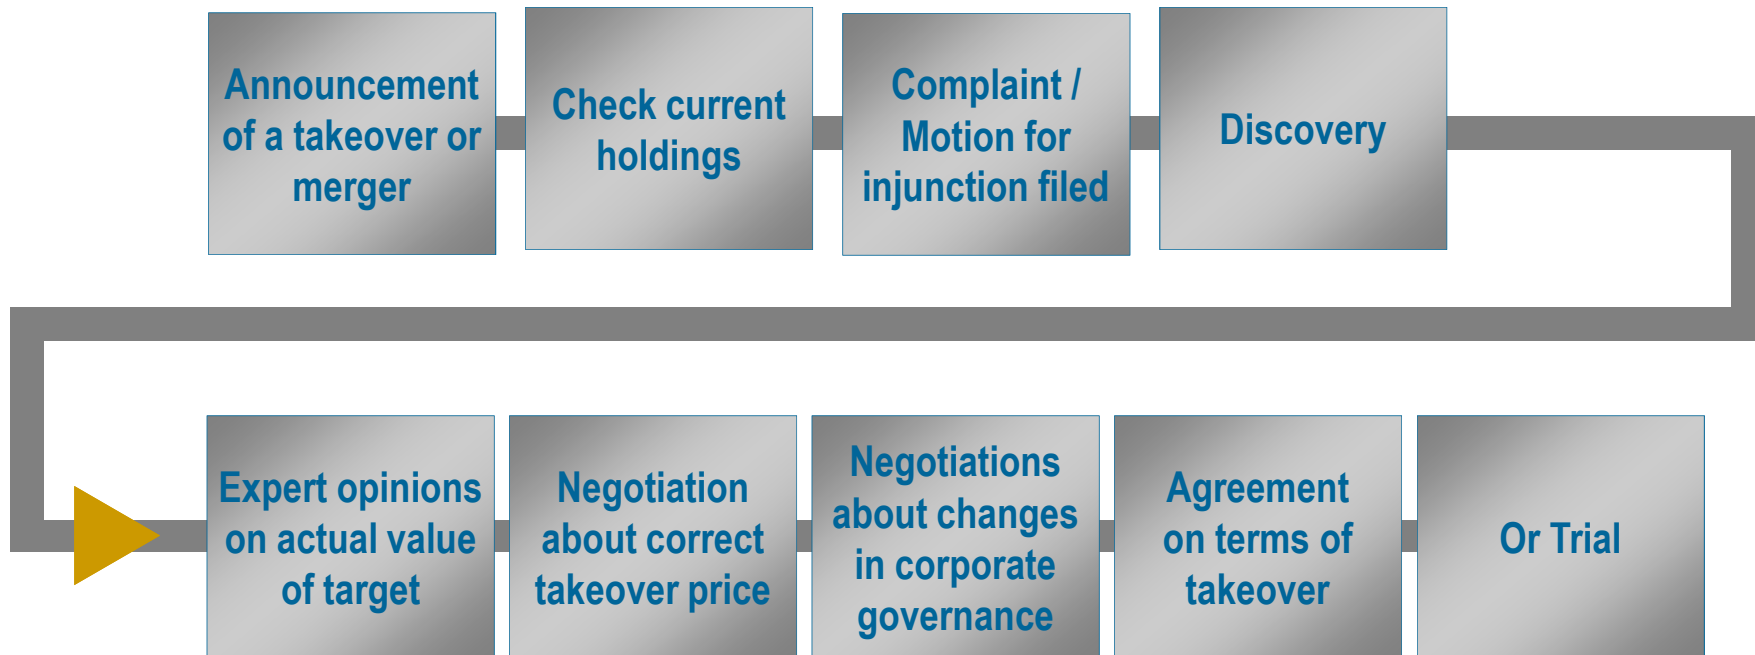 Announcement
of a takeover or
merger
Check current
holdings
Complaint /
Motion for
injunction filed
Discovery
Expert opinions
on actual value
of target
Negotiation
about correct
takeover price
Negotiations
about changes
in corporate
governance
Agreement
on terms of
takeover
Or Trial